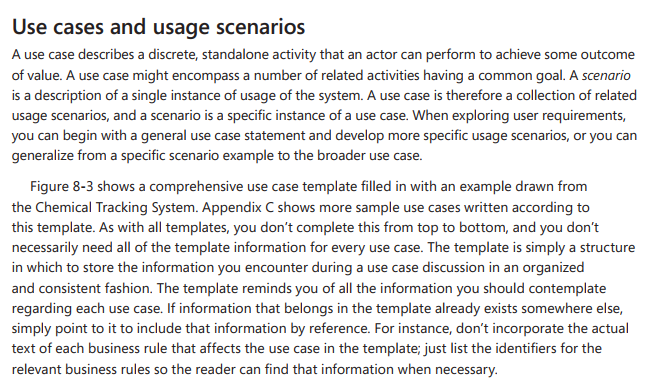 Use cases and usage scenarios
A use case describes a discrete, standalone activity that an actor can perform to achieve some outcome
of value. A use case might encompass a number of related activities having a common goal. A scenario
is a description of a single instance of usage of the system. A use case is therefore a collection of related
usage scenarios, and a scenario is a specific instance of a use case. When exploring user requirements,
you can begin with a general use case statement and develop more specific usage scenarios, or you can
generalize from a specific scenario example to the broader use case.
Figure 8-3 shows a comprehensive use case template filled in with an example drawn from
the Chemical Tracking System. Appendix C shows more sample use cases written according to
this template. As with all templates, you don’t complete this from top to bottom, and you don’t
necessarily need all of the template information for every use case. The template is simply a structure
in which to store the information you encounter during a use case discussion in an organized
and consistent fashion. The template reminds you of all the information you should contemplate
regarding each use case. If information that belongs in the template already exists somewhere else,
simply point to it to include that information by reference. For instance, don’t incorporate the actual
text of each business rule that affects the use case in the template; just list the identifiers for the
relevant business rules so the reader can find that information when necessary.